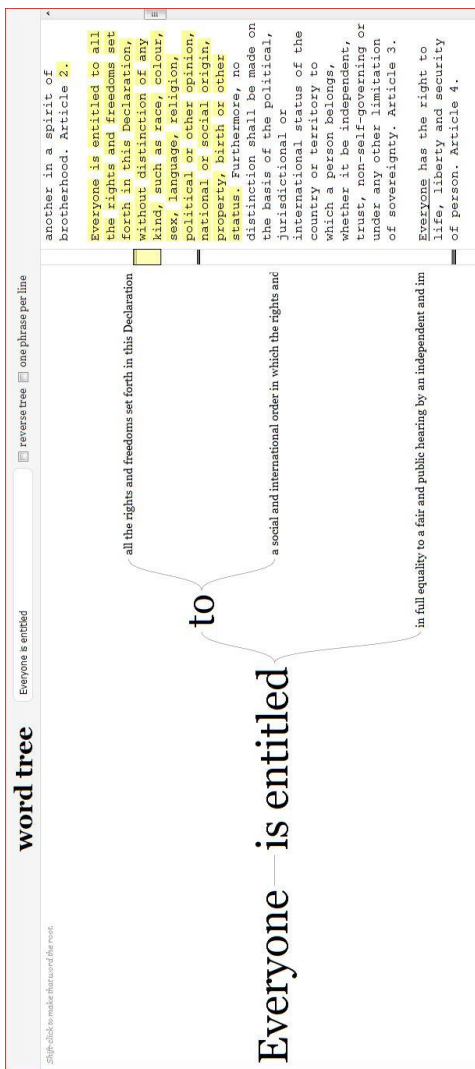 word tree
Everyone is entitled
reverse tree
one phrase per line
Shift-click to make that word the root.
Everyone
is entitled
to
all the rights and freedoms set forth in this Declaration
a social and international order in which the rights and
in full equality to a fair and public hearing by an independent and im
another in a spirit of
brotherhood. Article 2.
Everyone is entitled to all
the rights and freedoms set
forth in this Declaration,
without distinction of any
kind, such as race, colour,
sex, language, religion,
political or other opinion,
national or social origin,
property, birth or other
status. Furthermore, no
distinction shall be made on
the basis of the political,
jurisdictional or
international status of the
country or territory to
which a person belongs,
whether it be independent,
trust, non-self-governing or
under any other limitation
of sovereignty. Article 3.
Everyone has the right to
life, liberty and security
of person. Article 4.